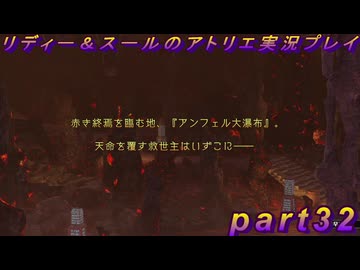 リディー＆スールのアトリエ実況プレイ
赤き終焉を臨む地、『アンフェル大瀑布』。
天命を覆す救世主はいずこに――
part32